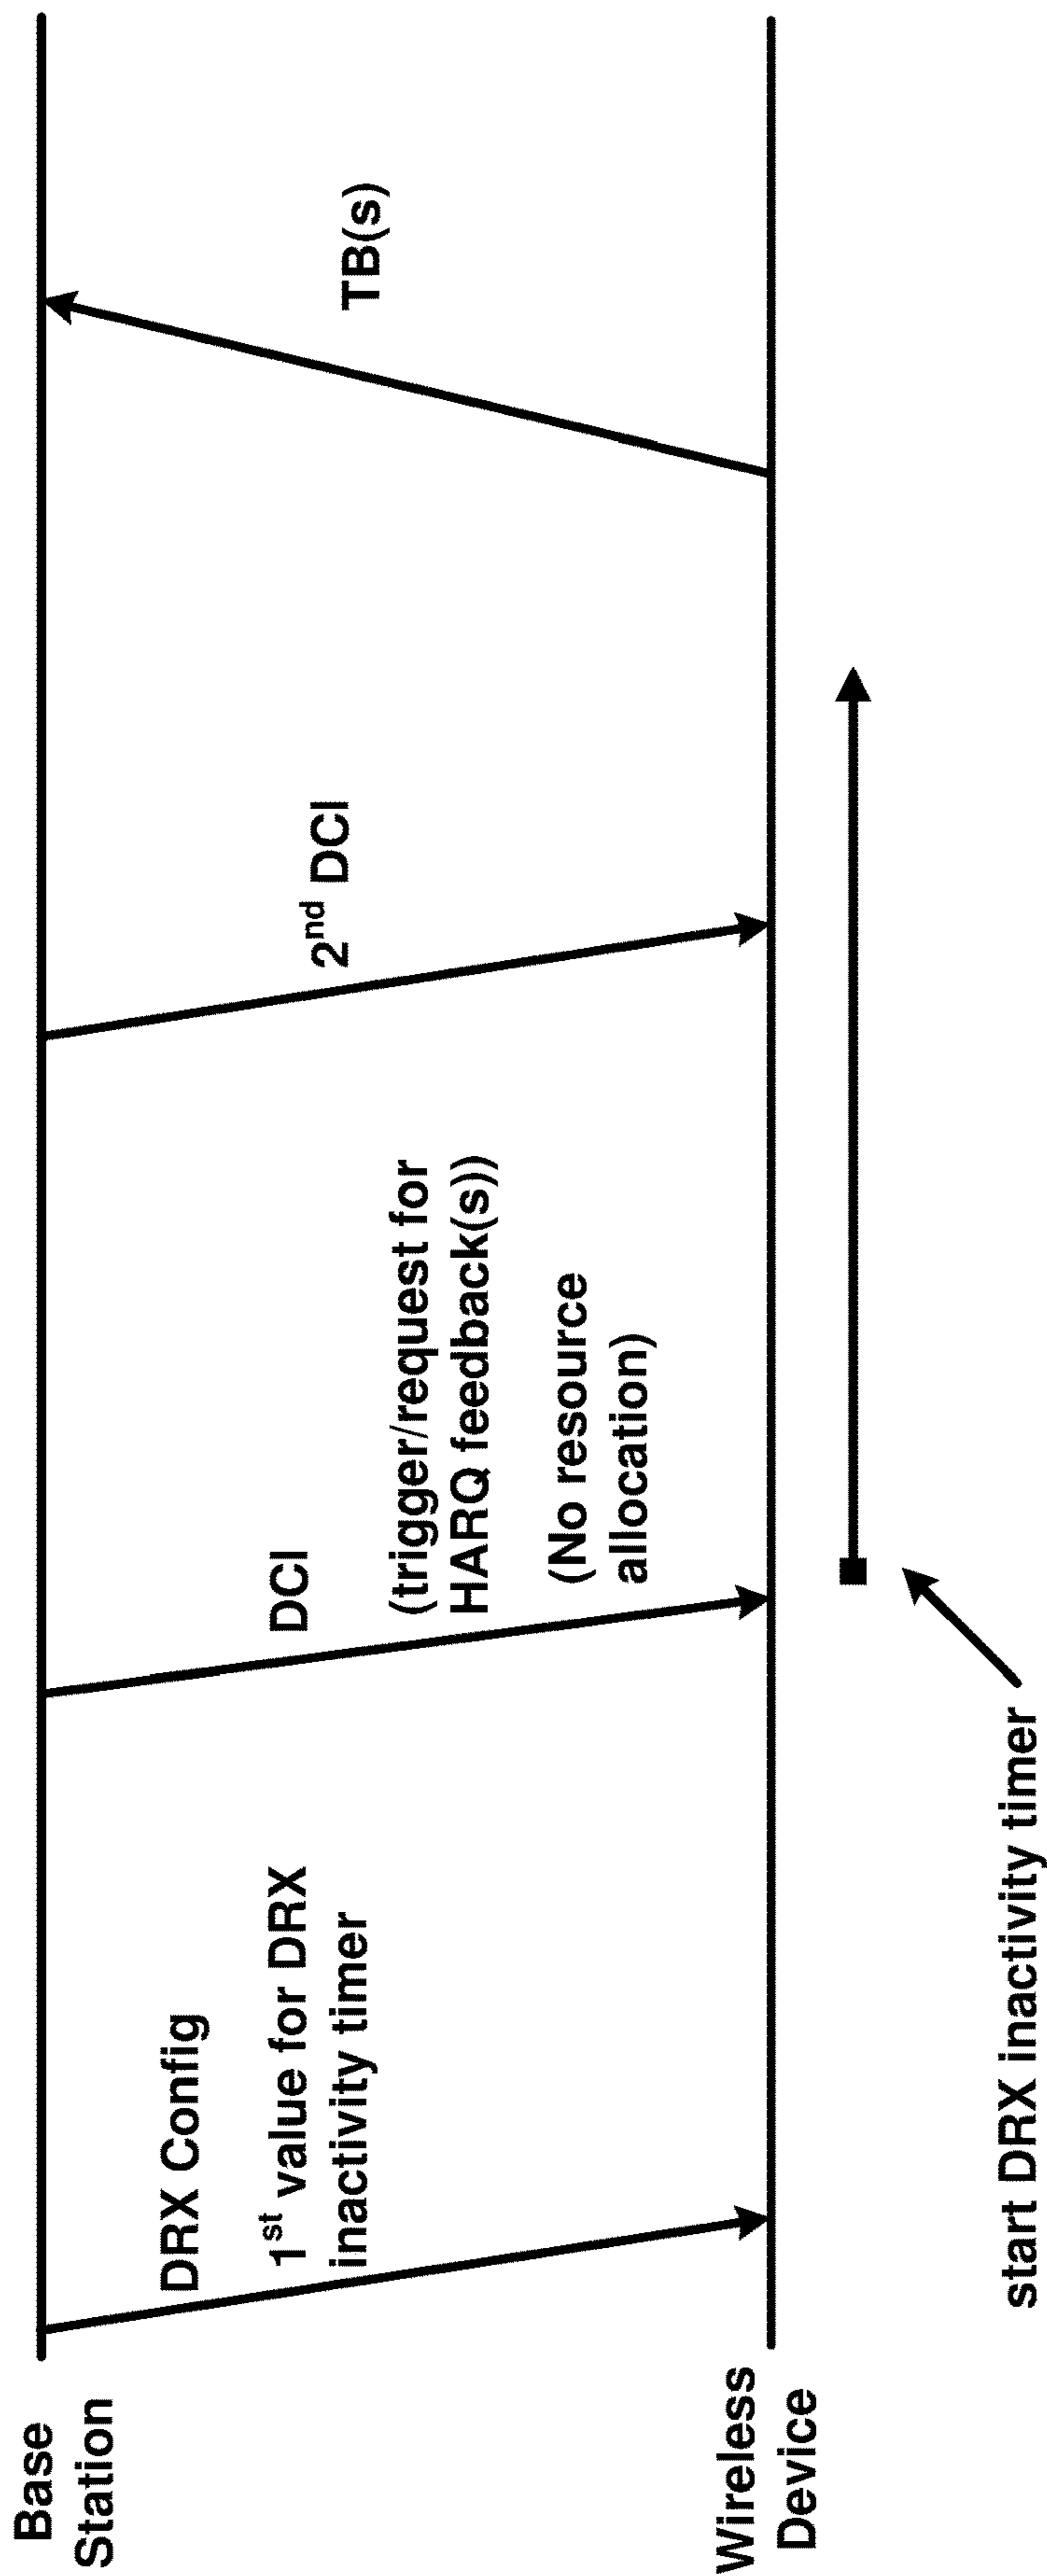 Base
Station
DRX Config
1st value for DRX
inactivity timer
DCI
(trigger/request for
HARQ feedback(s))
(No resource
allocation)
2nd DCI
TB(s)
Wireless
Device
start DRX inactivity timer